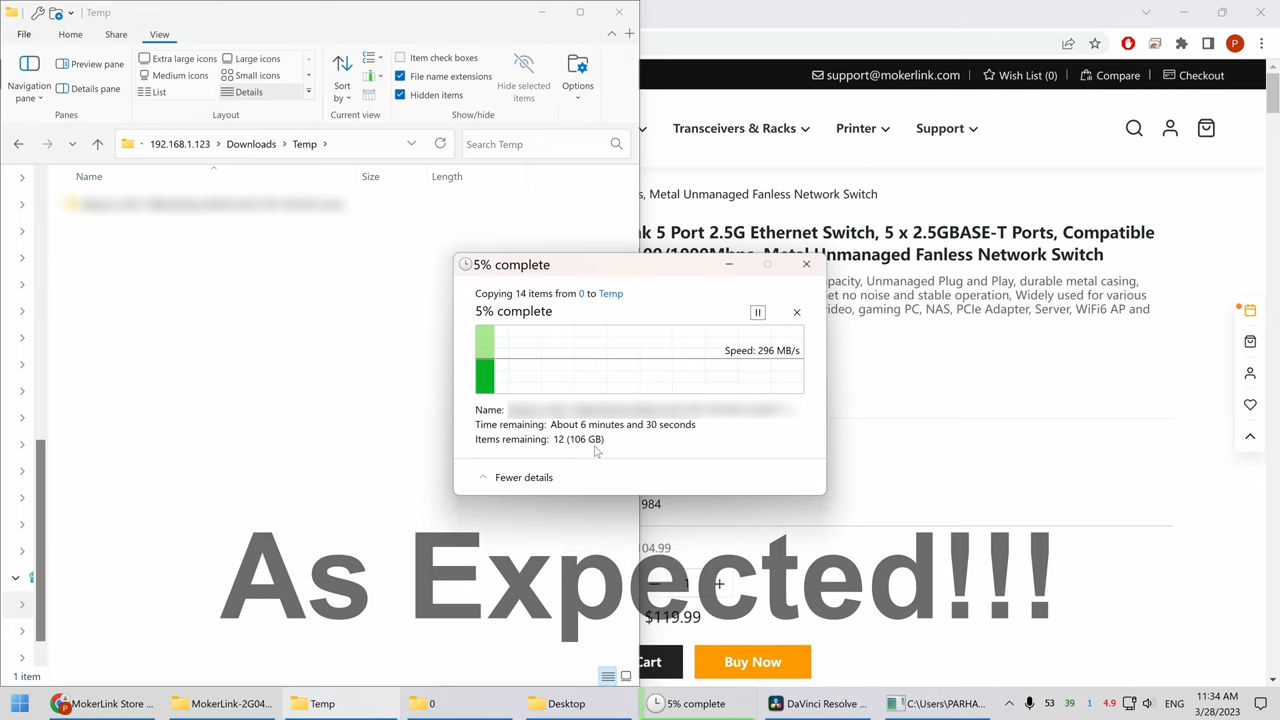 Temp
File
Home
Share
View
Navigation
pane
Preview pane
Details pane
Panes
Extra large icons
Large icons
Medium icons
Small icons
List
Details
Layout
Sort
by
Current view
Item check boxes
File name extensions
Hidden items
Hide selected
items
Show/hide
Options
192.168.1.123
Downloads
Temp
Search Temp
Name
Size
Length
1 item
P
support@mokerlink.com
Wish List (0)
Compare
Checkout
Transceivers & Racks
Printer
Support
s, Metal Unmanaged Fanless Network Switch
k 5 Port 2.5G Ethernet Switch, 5 x 2.5GBASE-T Ports, Compatible
Unmanaged Fanless Network Switch
pacity, Unmanaged Plug and Play, durable metal casing,
et no noise and stable operation, Widely used for various
video, gaming PC, NAS, PCIe Adapter, Server, WiFi6 AP and
5% complete
Copying 14 items from 0 to Temp
5% complete
Speed: 296 MB/s
Name:
Time remaining: About 6 minutes and 30 seconds
Items remaining: 12 (106 GB)
Fewer details
984
104.99
1
As Expected!!!
$119.99
Cart
Buy Now
MokerLink Store ...
MokerLink-2G04...
Temp
0
Desktop
5% complete
DaVinci Resolve ...
C:\Users\PARHA...
53
39
1
4.9
ENG
11:34 AM
3/28/2023